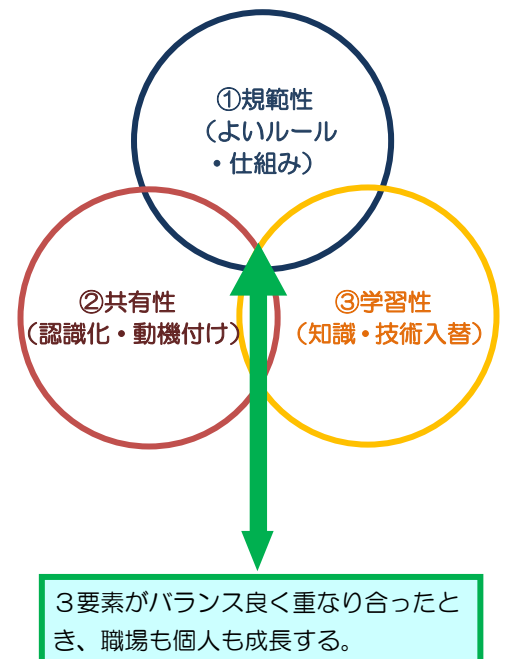 ①規範性
（よいルール
・仕組み）
②共有性
（認識化・動機付け）
③学習性
（知識・技術入替）
３要素がバランス良く重なり合ったと
き、職場も個人も成長する。